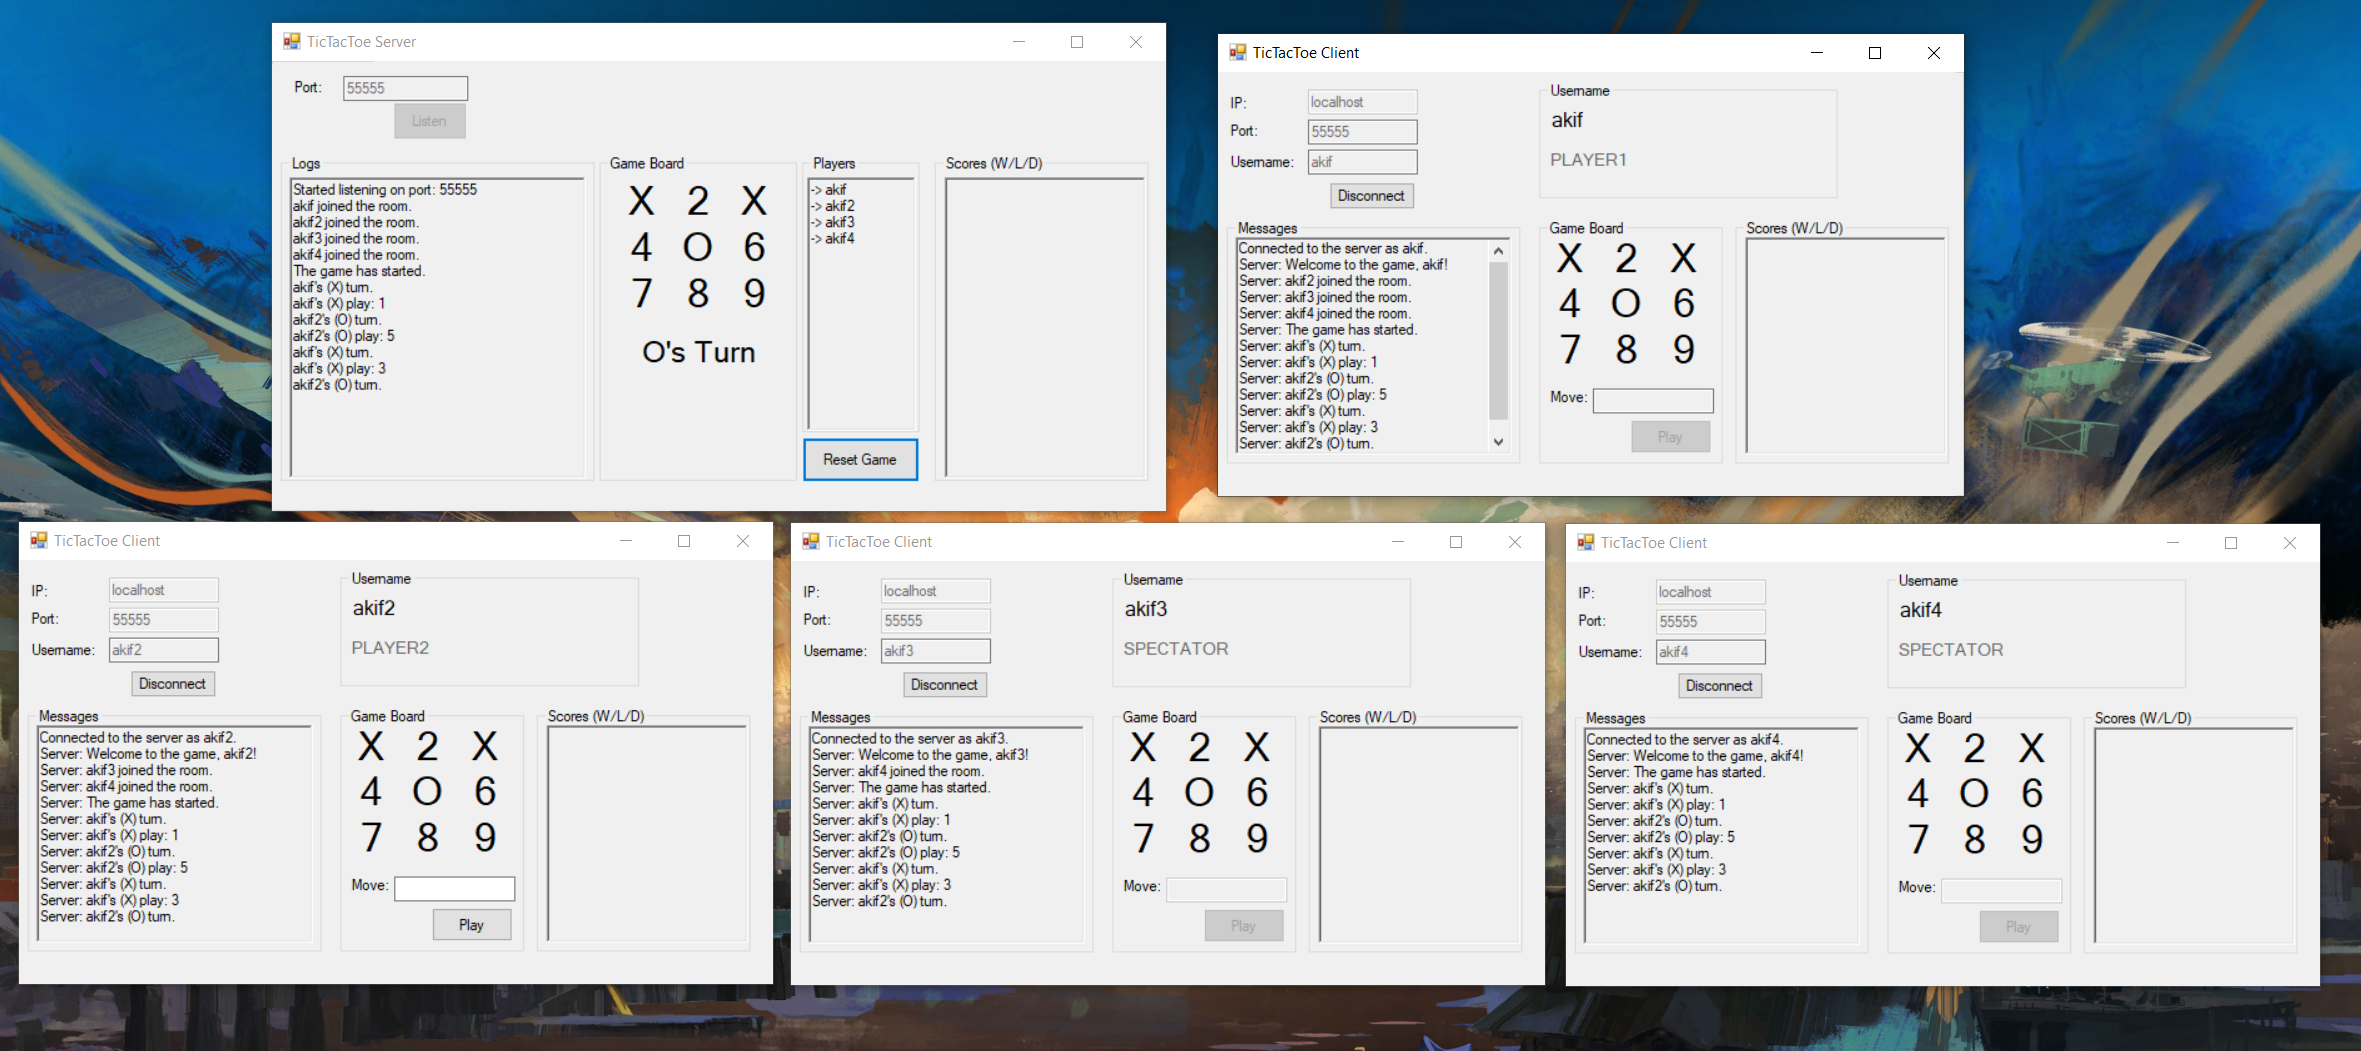 TicTacToe Server
Port: 55555
Listen
Logs
Started listening on port: 55555
akif joined the room.
akif2 joined the room.
akif3 joined the room.
akif4 joined the room.
The game has started.
akif's (X) turn.
akif's (X) play: 1
akif2's (O) turn.
akif2's (O) play: 5
akif's (X) turn.
akif's (X) play: 3
akif2's (O) turn.
Game Board
X 2 X
4 O 6
7 8 9
O's Turn
Players
-> akif
-> akif2
-> akif3
-> akif4
Reset Game
Scores (W/L/D)
TicTacToe Client
IP: localhost
Port: 55555
Username: akif
Disconnect
Username
akif
PLAYER1
Messages
Connected to the server as akif.
Server: Welcome to the game, akif!
Server: akif2 joined the room.
Server: akif3 joined the room.
Server: akif4 joined the room.
Server: The game has started.
Server: akif's (X) turn.
Server: akif's (X) play: 1
Server: akif2's (O) turn.
Server: akif2's (O) play: 5
Server: akif's (X) turn.
Server: akif's (X) play: 3
Server: akif2's (O) turn.
Game Board
X 2 X
4 O 6
7 8 9
Move:
Play
Scores (W/L/D)
TicTacToe Client
IP: localhost
Port: 55555
Username: akif2
Disconnect
Username
akif2
PLAYER2
Messages
Connected to the server as akif2.
Server: Welcome to the game, akif2!
Server: akif3 joined the room.
Server: akif4 joined the room.
Server: The game has started.
Server: akif's (X) turn.
Server: akif's (X) play: 1
Server: akif2's (O) turn.
Server: akif2's (O) play: 5
Server: akif's (X) turn.
Server: akif's (X) play: 3
Server: akif2's (O) turn.
Game Board
X 2 X
4 O 6
7 8 9
Move:
Play
Scores (W/L/D)
TicTacToe Client
IP: localhost
Port: 55555
Username: akif3
Disconnect
Username
akif3
SPECTATOR
Messages
Connected to the server as akif3.
Server: Welcome to the game, akif3!
Server: akif4 joined the room.
Server: The game has started.
Server: akif's (X) turn.
Server: akif's (X) play: 1
Server: akif2's (O) turn.
Server: akif2's (O) play: 5
Server: akif's (X) turn.
Server: akif's (X) play: 3
Server: akif2's (O) turn.
Game Board
X 2 X
4 O 6
7 8 9
Move:
Play
Scores (W/L/D)
TicTacToe Client
IP: localhost
Port: 55555
Username: akif4
Disconnect
Username
akif4
SPECTATOR
Messages
Connected to the server as akif4.
Server: Welcome to the game, akif4!
Server: The game has started.
Server: akif's (X) turn.
Server: akif's (X) play: 1
Server: akif2's (O) turn.
Server: akif2's (O) play: 5
Server: akif's (X) turn.
Server: akif's (X) play: 3
Server: akif2's (O) turn.
Game Board
X 2 X
4 O 6
7 8 9
Move:
Play
Scores (W/L/D)